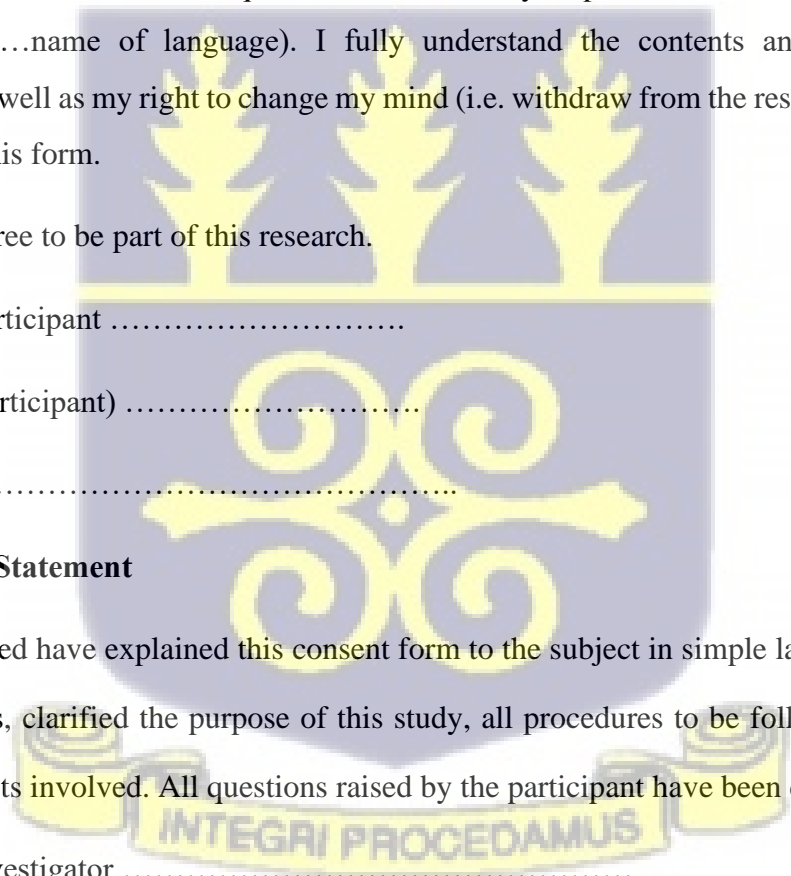 …name of language). I fully understand the contents an
well as my right to change my mind (i.e. withdraw from the res
is form.
ree to be part of this research.
rticipant ……………………….
rticipant) ……………………….
……………………………………..
Statement
ed have explained this consent form to the subject in simple la
s, clarified the purpose of this study, all procedures to be foll
ts involved. All questions raised by the participant have been
INTEGRI PROCEDAMUS
vestigator …………………………………………